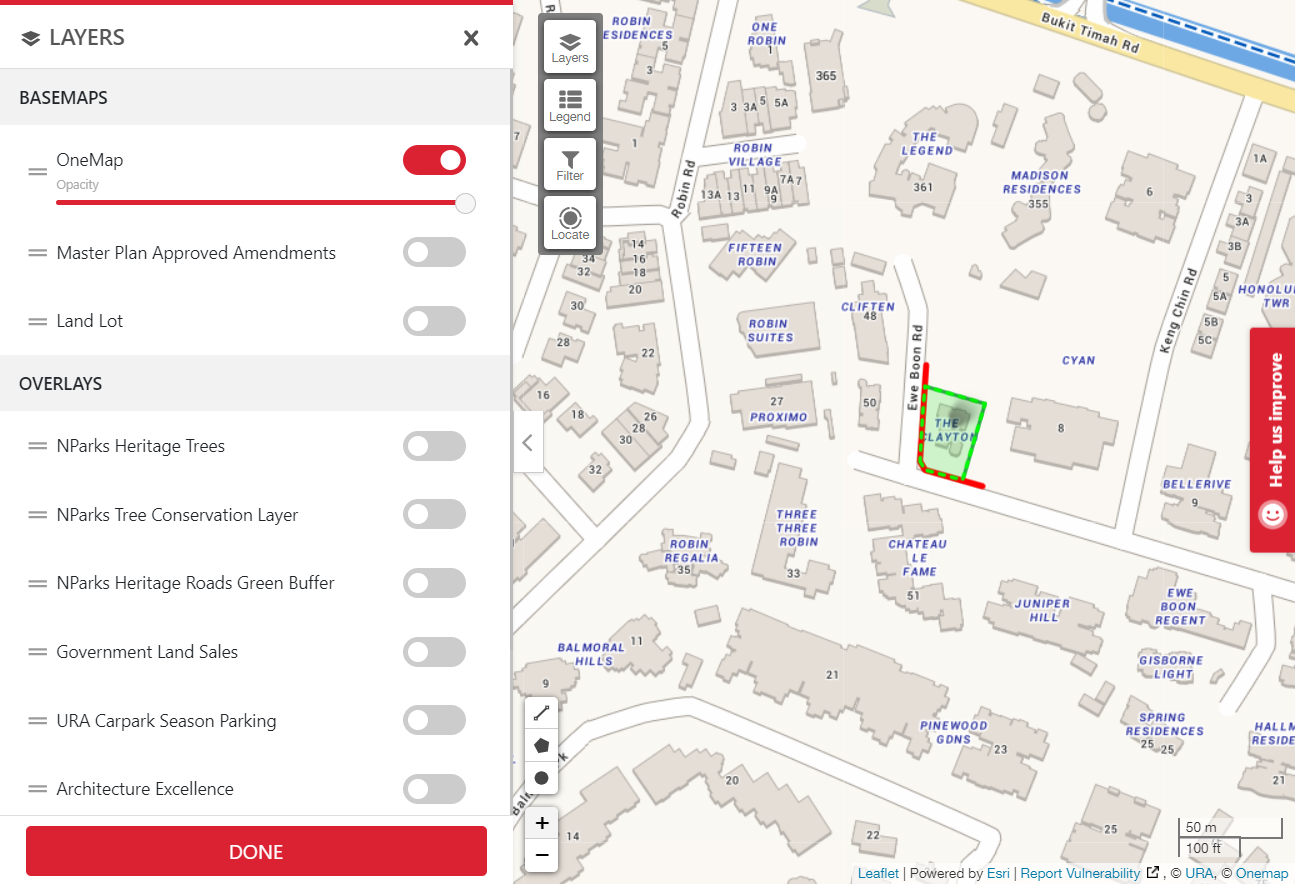 LAYERS
BASEMAPS
OneMap
Opacity
Master Plan Approved Amendments
Land Lot
OVERLAYS
NParks Heritage Trees
NParks Tree Conservation Layer
NParks Heritage Roads Green Buffer
Government Land Sales
URA Carpark Season Parking
Architecture Excellence
DONE
Layers
Legend
Filter
Locate
Bukit Timah Rd
ROBIN
RESIDENCES
5
3
1
7
ONE
ROBIN
1
365
3 3A 5 5A
ROBIN
VILLAGE
13A 13 11 9A 7A 7
9
Robin Rd
THE
LEGEND
361
MADISON
RESIDENCES
355
6
1A
3
3A
3B
5
5A
5B
5C
HONOLU
TWR
Keng Chin Rd
FIFTEEN
ROBIN
14
16
18
20
34
32
30
28
22
CLIFTEN
48
ROBIN
SUITES
Ewe Boon Rd
CYAN
8
16
18
26
28
30
32
27
PROXIMO
50
THE
CLAYTON
BELLERIVE
9
THREE
THREE
ROBIN
33
ROBIN
REGALIA
35
CHATEAU
LE
FAME
51
JUNIPER
HILL
EWE
BOON
REGENT
GISBORNE
LIGHT
BALMORAL
HILLS
11
9
21
PINEWOOD
GDNS
23
SPRING
RESIDENCES
25 25
HALLM
RESIDE
21
20
14
22
25
Help us improve
+
−
50 m
100 ft
Leaflet | Powered by Esri | Report Vulnerability , © URA, © Onemap